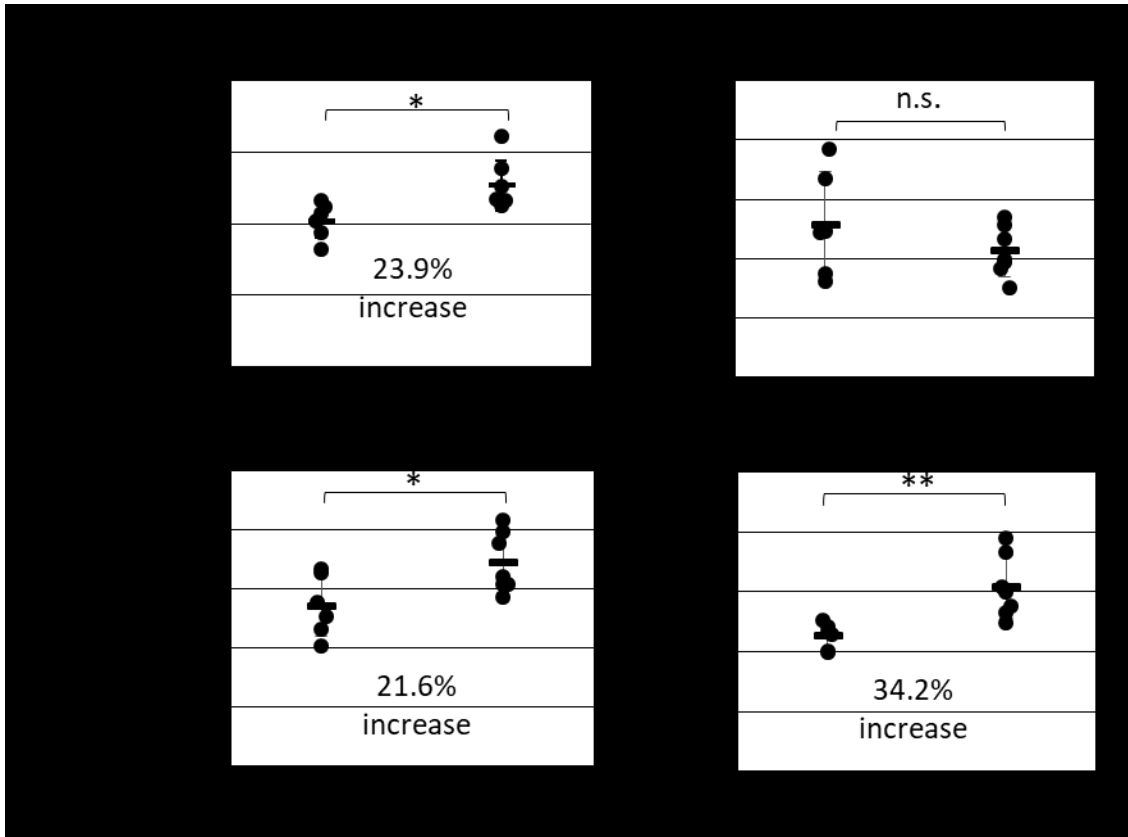 *
n.s.
23.9%
increase
*
**
21.6%
increase
34.2%
increase